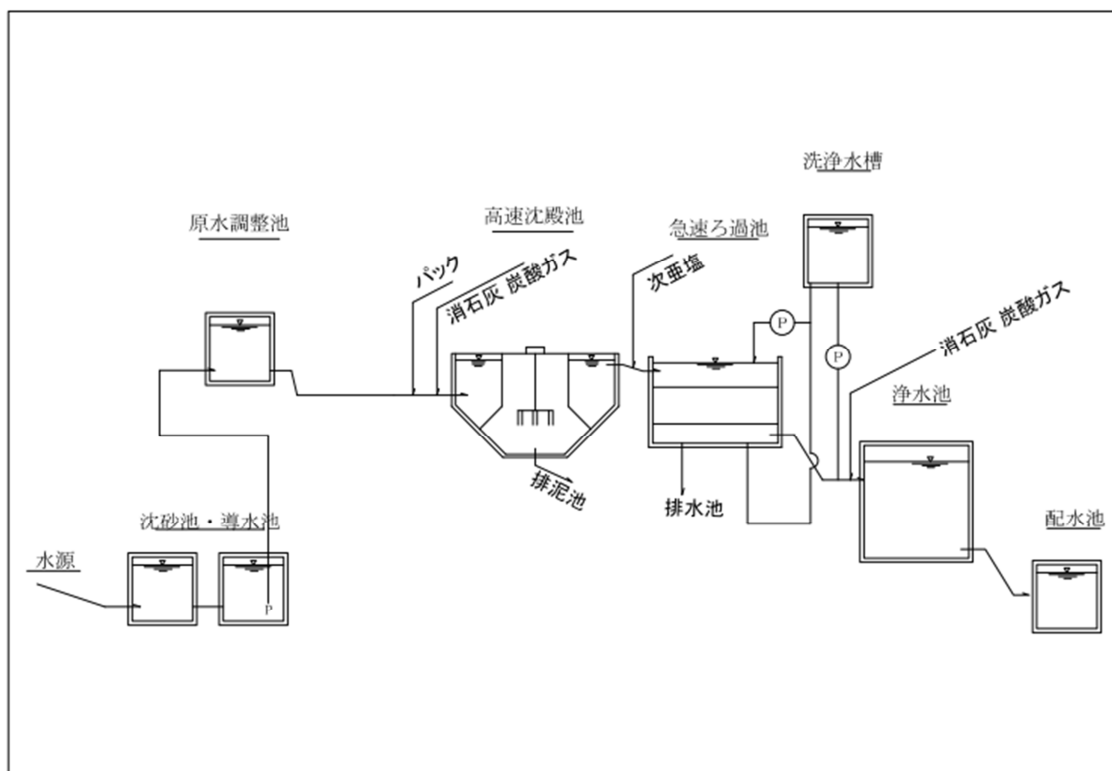 洗浄水槽
高速沈殿池
原水調整池
急速ろ過池
パック
消石灰 炭酸ガス
次亜塩
P
P
消石灰 炭酸ガス
浄水池
排泥池
排水池
沈砂池・導水池
配水池
水源
P